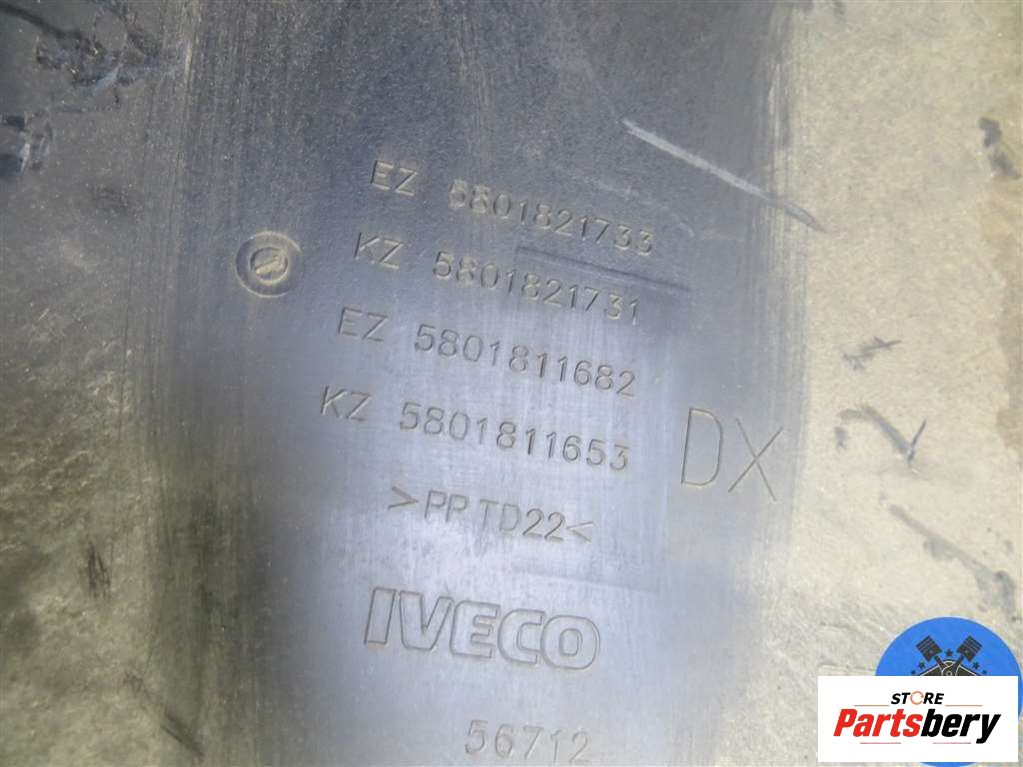 EZ 5801821733
KZ 5801821731
EZ 5801811682
KZ 5801811653
DX
>PP TD22<
IVECO
56712
STORE
Partsbery